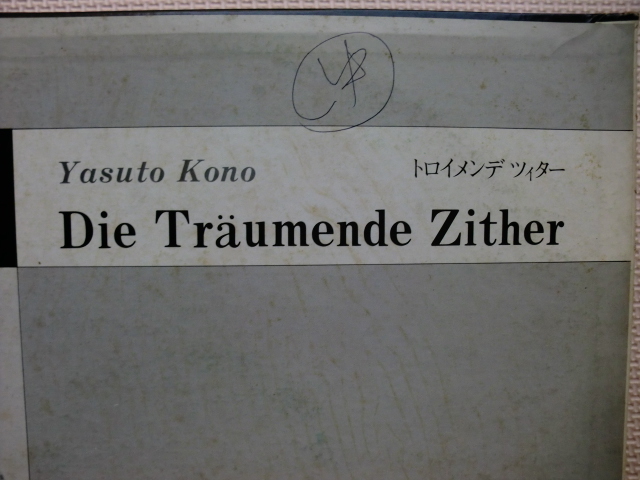 Yasuto Kono
トロイメンデ ツィター
Die Träumende Zither